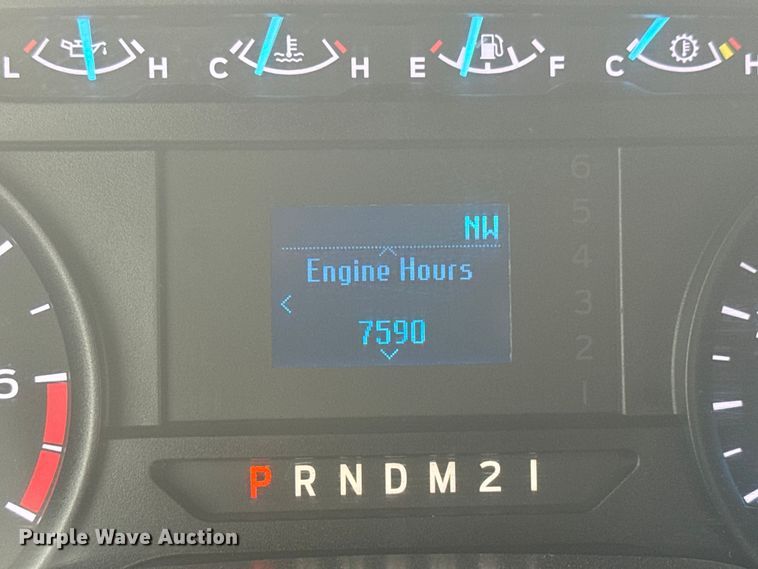 L H C H E F C H
6
5
NW
4
Engine Hours
3
7590
2
1
6
P R N D M 2 1
Purple Wave Auction